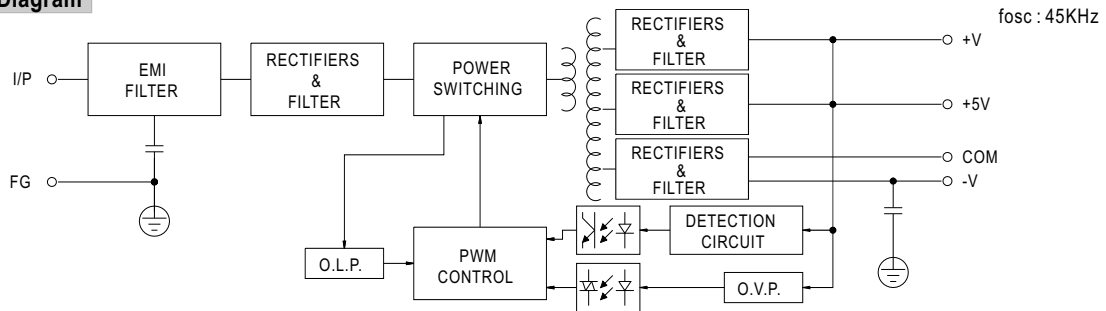 Diagram
fosc : 45KHz
I/P
EMI
FILTER
RECTIFIERS
&
FILTER
POWER
SWITCHING
RECTIFIERS
&
FILTER
+V
RECTIFIERS
&
FILTER
+5V
RECTIFIERS
&
FILTER
COM
-V
FG
DETECTION
CIRCUIT
O.L.P.
PWM
CONTROL
O.V.P.